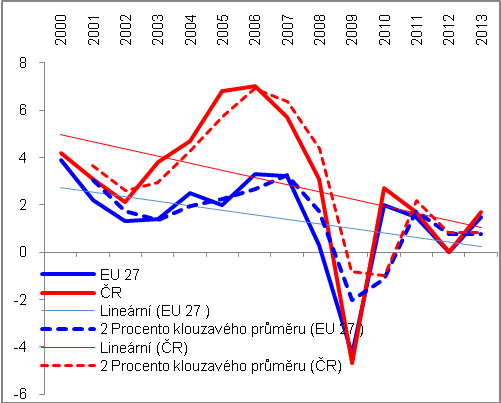 2000 2001 2002 2003 2004 2005 2006 2007 2008 2009 2010 2011 2012 2013
8
6
4
2
0
-2
-4
-6
EU 27
ČR
Lineární (EU 27 )
2 Procento klouzavého průměru (EU 27 )
Lineární (ČR)
2 Procento klouzavého průměru (ČR)